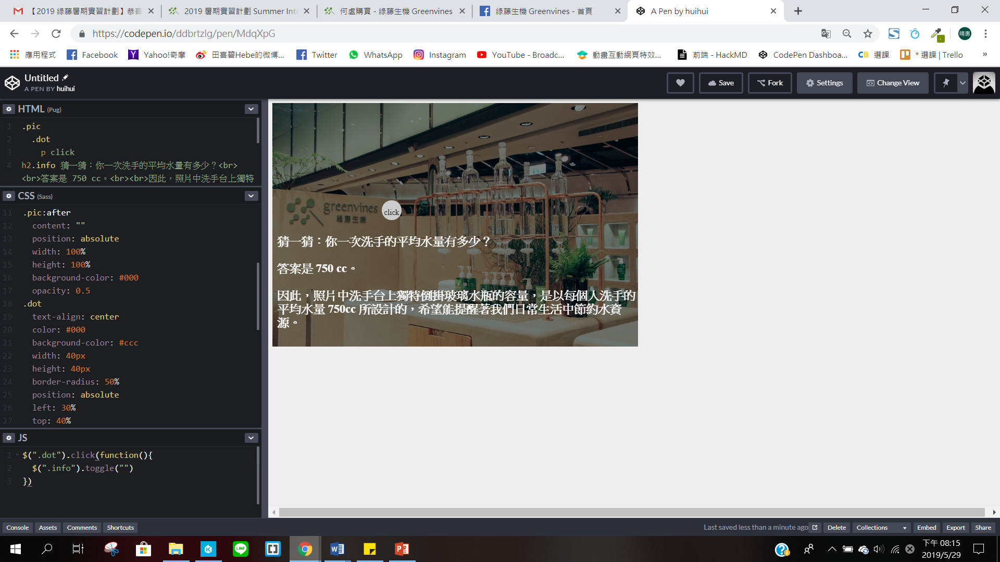 【2019 綠藤暑期實習計劃】恭喜
2019 暑期實習計劃 Summer Inte
何處購買 - 綠藤生機 Greenvines
綠藤生機 Greenvines - 首頁
A Pen by huihui
https://codepen.io/ddbrtzlg/pen/MdqXpG
晴惠
應用程式
Facebook
Yahoo!奇摩
田喜碧Hebe的微博...
Twitter
WhatsApp
Instagram
YouTube - Broadc...
動畫互動網頁特效...
前端 - HackMD
CodePen Dashboa...
CB 選課
* 選課 | Trello
»
Untitled
A PEN BY huihui
Save
Fork
Settings
Change View
HTML (Pug)
1 .pic
2 .dot
3 p click
4 h2.info 猜一猜：你一次洗手的平均水量有多少？<br>
<br>答案是 750 cc。<br><br>因此，照片中洗手台上獨特
CSS (Sass)
11 .pic:after
12 content: ""
13 position: absolute
14 width: 100%
15 height: 100%
16 background-color: #000
17 opacity: 0.5
18 .dot
19 text-align: center
20 color: #000
21 background-color: #ccc
22 width: 40px
23 height: 40px
24 border-radius: 50%
25 position: absolute
26 left: 30%
27 top: 40%
JS
1 $(".dot").click(function(){
2 $(".info").toggle("")
3 })
greenvines
綠藤生機
click
猜一猜：你一次洗手的平均水量有多少？
答案是 750 cc。
因此，照片中洗手台上獨特倒掛玻璃水瓶的容量，是以每個人洗手的
平均水量 750cc 所設計的，希望能提醒著我們日常生活中節約水資
源。
Console
Assets
Comments
Shortcuts
Last saved less than a minute ago
Delete
Collections
Embed
Export
Share
下午 08:15
2019/5/29